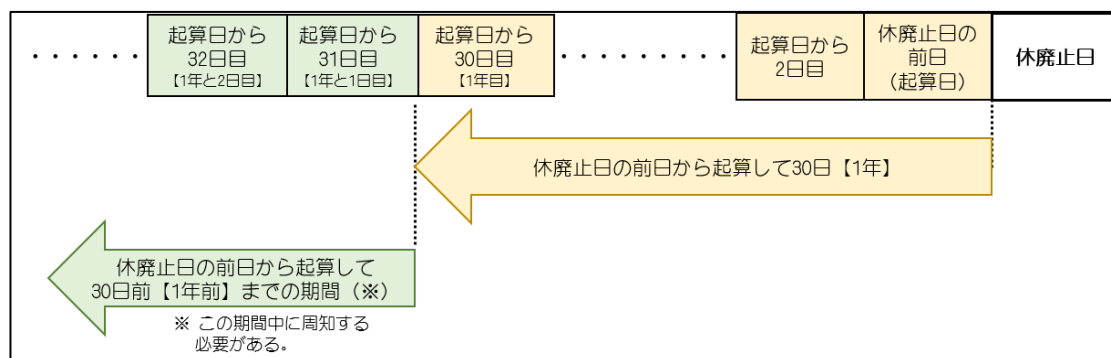 ・・・・・・
起算日から
32日目
【1年と2日目】
起算日から
31日目
【1年と1日目】
起算日から
30日目
【1年目】
・・・・・・・・・
起算日から
2日目
休廃止日の
前日
（起算日）
休廃止日
休廃止日の前日から起算して30日【1年】
休廃止日の前日から起算して
30日前【1年前】までの期間（※）
※ この期間中に周知する
必要がある。